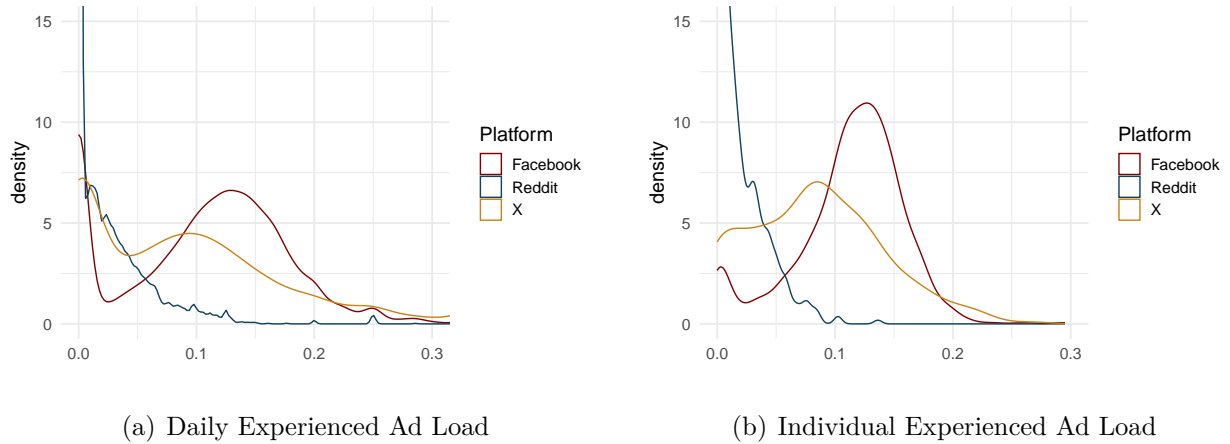 15
10
5
0
density
0.0 0.1 0.2 0.3
Platform
Facebook
Reddit
X
(a) Daily Experienced Ad Load
15
10
5
0
density
0.0 0.1 0.2 0.3
Platform
Facebook
Reddit
X
(b) Individual Experienced Ad Load